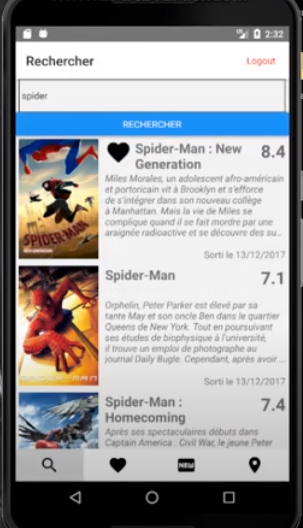 2:32
Rechercher
Logout
spider
RECHERCHER
Spider-Man : New
Generation
8.4
Miles Morales, un adolescent afro-américain
et portoricain vit à Brooklyn et s'efforce
de s'intégrer dans son nouveau collège
à Manhattan. Mais la vie de Miles se
complique quand il se fait mordre par une
araignée radioactive et se découvre des su...
Sorti le 13/12/2017
SPIDER-MAN
Spider-Man
7.1
Orphelin, Peter Parker est élevé par sa
tante May et son oncle Ben dans le quartier
Queens de New York. Tout en poursuivant
ses études de biophysique à l'université,
il trouve un emploi de photographe au
journal Daily Bugle. Cependant, après avoir ...
Sorti le 13/12/2017
SPIDER-MAN
Spider-Man :
Homecoming
7.4
Après ses spectaculaires débuts dans
Captain America : Civil War, le jeune Peter
NEW